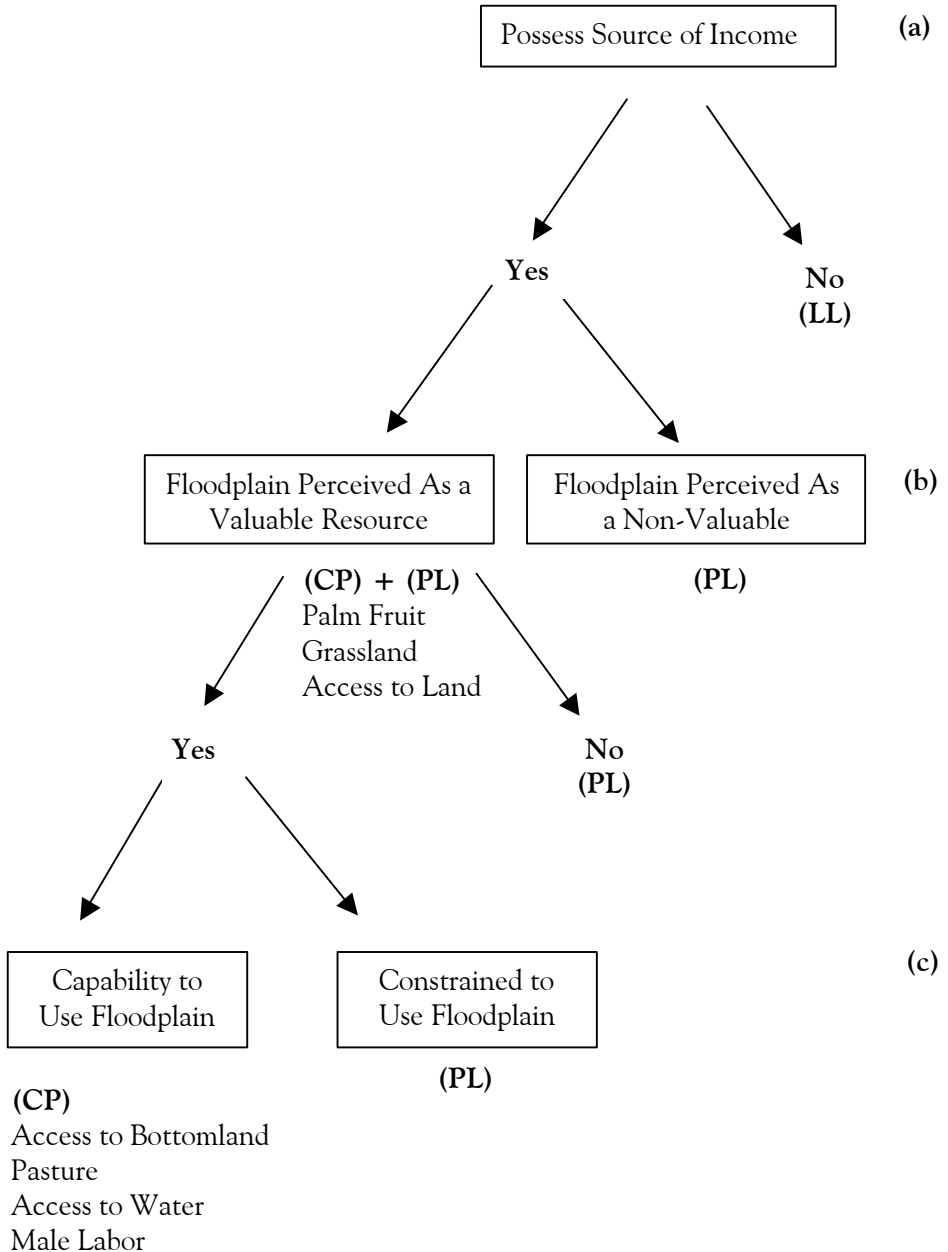 Possess Source of Income
(a)
Yes
No
(LL)
Floodplain Perceived As a
Valuable Resource
Floodplain Perceived As
a Non-Valuable
(b)
(CP) + (PL)
Palm Fruit
Grassland
Access to Land
(PL)
Yes
No
(PL)
Capability to
Use Floodplain
Constrained to
Use Floodplain
(c)
(CP)
Access to Bottomland
Pasture
Access to Water
Male Labor
(PL)